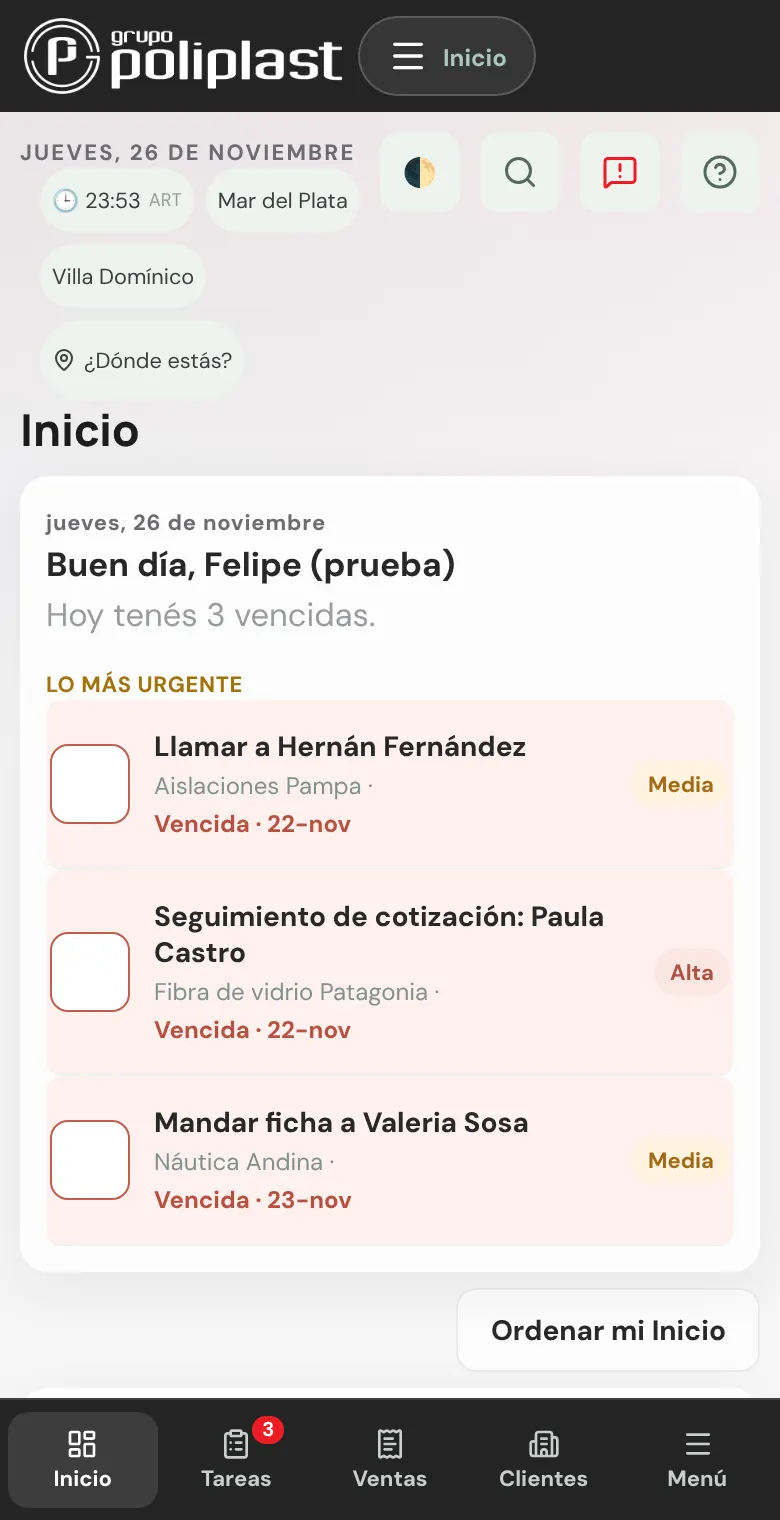 grupo
poliplast
Inicio
JUEVES, 26 DE NOVIEMBRE
23:53 ART
Mar del Plata
Villa Domínico
¿Dónde estás?
Inicio
jueves, 26 de noviembre
Buen día, Felipe (prueba)
Hoy tenés 3 vencidas.
LO MÁS URGENTE
Llamar a Hernán Fernández
Aislaciones Pampa ·
Vencida · 22-nov
Media
Seguimiento de cotización: Paula
Castro
Fibra de vidrio Patagonia ·
Vencida · 22-nov
Alta
Mandar ficha a Valeria Sosa
Náutica Andina ·
Vencida · 23-nov
Media
Ordenar mi Inicio
Inicio
3
Tareas
Ventas
Clientes
Menú